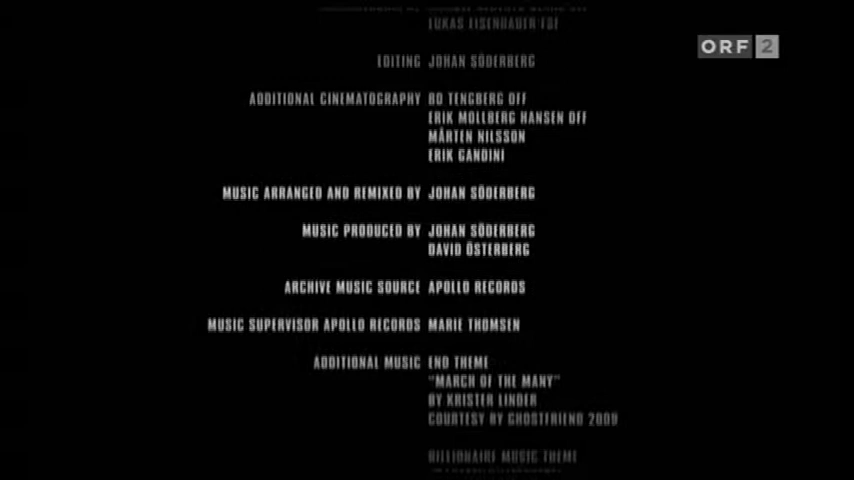 ORF 2
LUKAS EISENHAUER FSF
EDITING JOHAN SÖDERBERG
ADDITIONAL CINEMATOGRAPHY BO TENGBERG DFF
ERIK MOLLBERG HANSEN DFF
MÅRTEN NILSSON
ERIK GANDINI
MUSIC ARRANGED AND REMIXED BY JOHAN SÖDERBERG
MUSIC PRODUCED BY JOHAN SÖDERBERG
DAVID ÖSTERBERG
ARCHIVE MUSIC SOURCE APOLLO RECORDS
MUSIC SUPERVISOR APOLLO RECORDS MARIE THOMSEN
ADDITIONAL MUSIC END THEME
"MARCH OF THE MANY"
BY KRISTER LINDER
COURTESY BY GHOSTFRIEND 2009
BILLIONAIRE MUSIC THEME